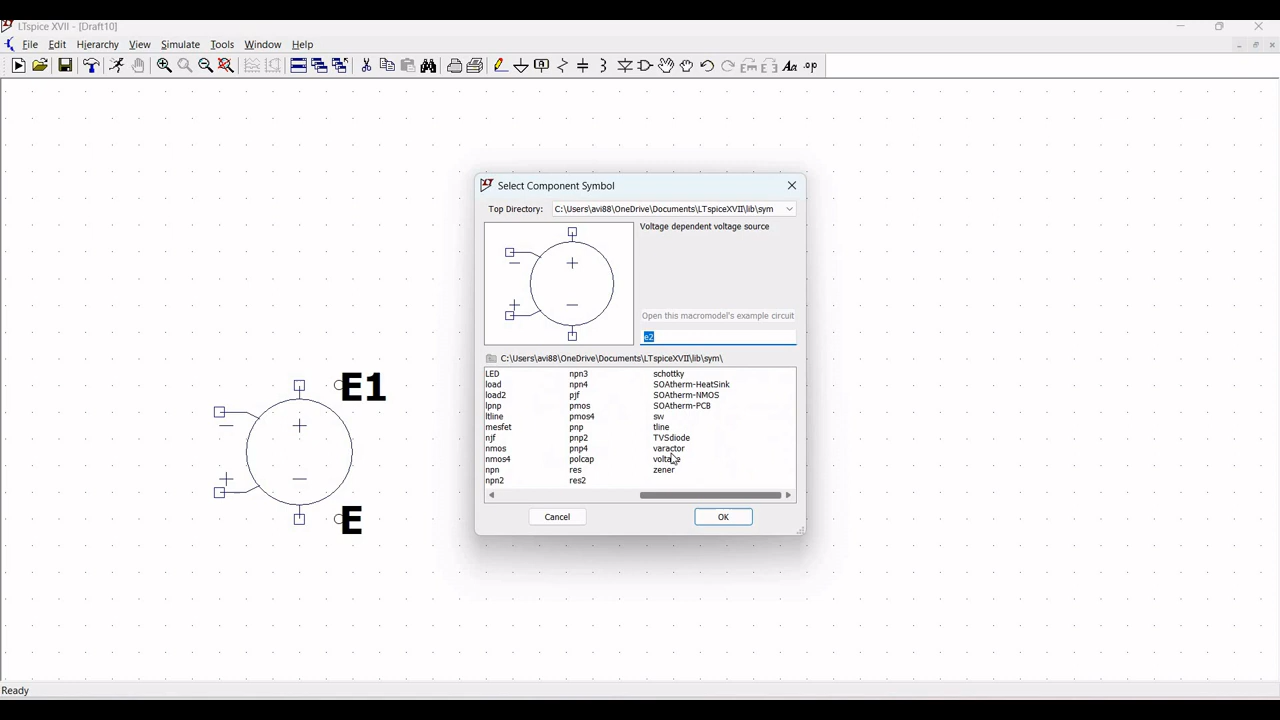 LTspice XVII - [Draft10]
File Edit Hierarchy View Simulate Tools Window Help
Aa .op
Select Component Symbol
Top Directory: C:\Users\avi88\OneDrive\Documents\LTspiceXVII\lib\sym
Voltage dependent voltage source
+
−
−
+
Open this macromodel's example circuit
e2
C:\Users\avi88\OneDrive\Documents\LTspiceXVII\lib\sym\
LED npn3 schottky
load npn4 SOAtherm-HeatSink
load2 pjf SOAtherm-NMOS
lpnp pmos SOAtherm-PCB
ltline pmos4 sw
mesfet pnp tline
njf pnp2 TVSdiode
nmos pnp4 varactor
nmos4 polcap voltage
npn res zener
npn2 res2
Cancel OK
E1
−
+
+
−
E
Ready